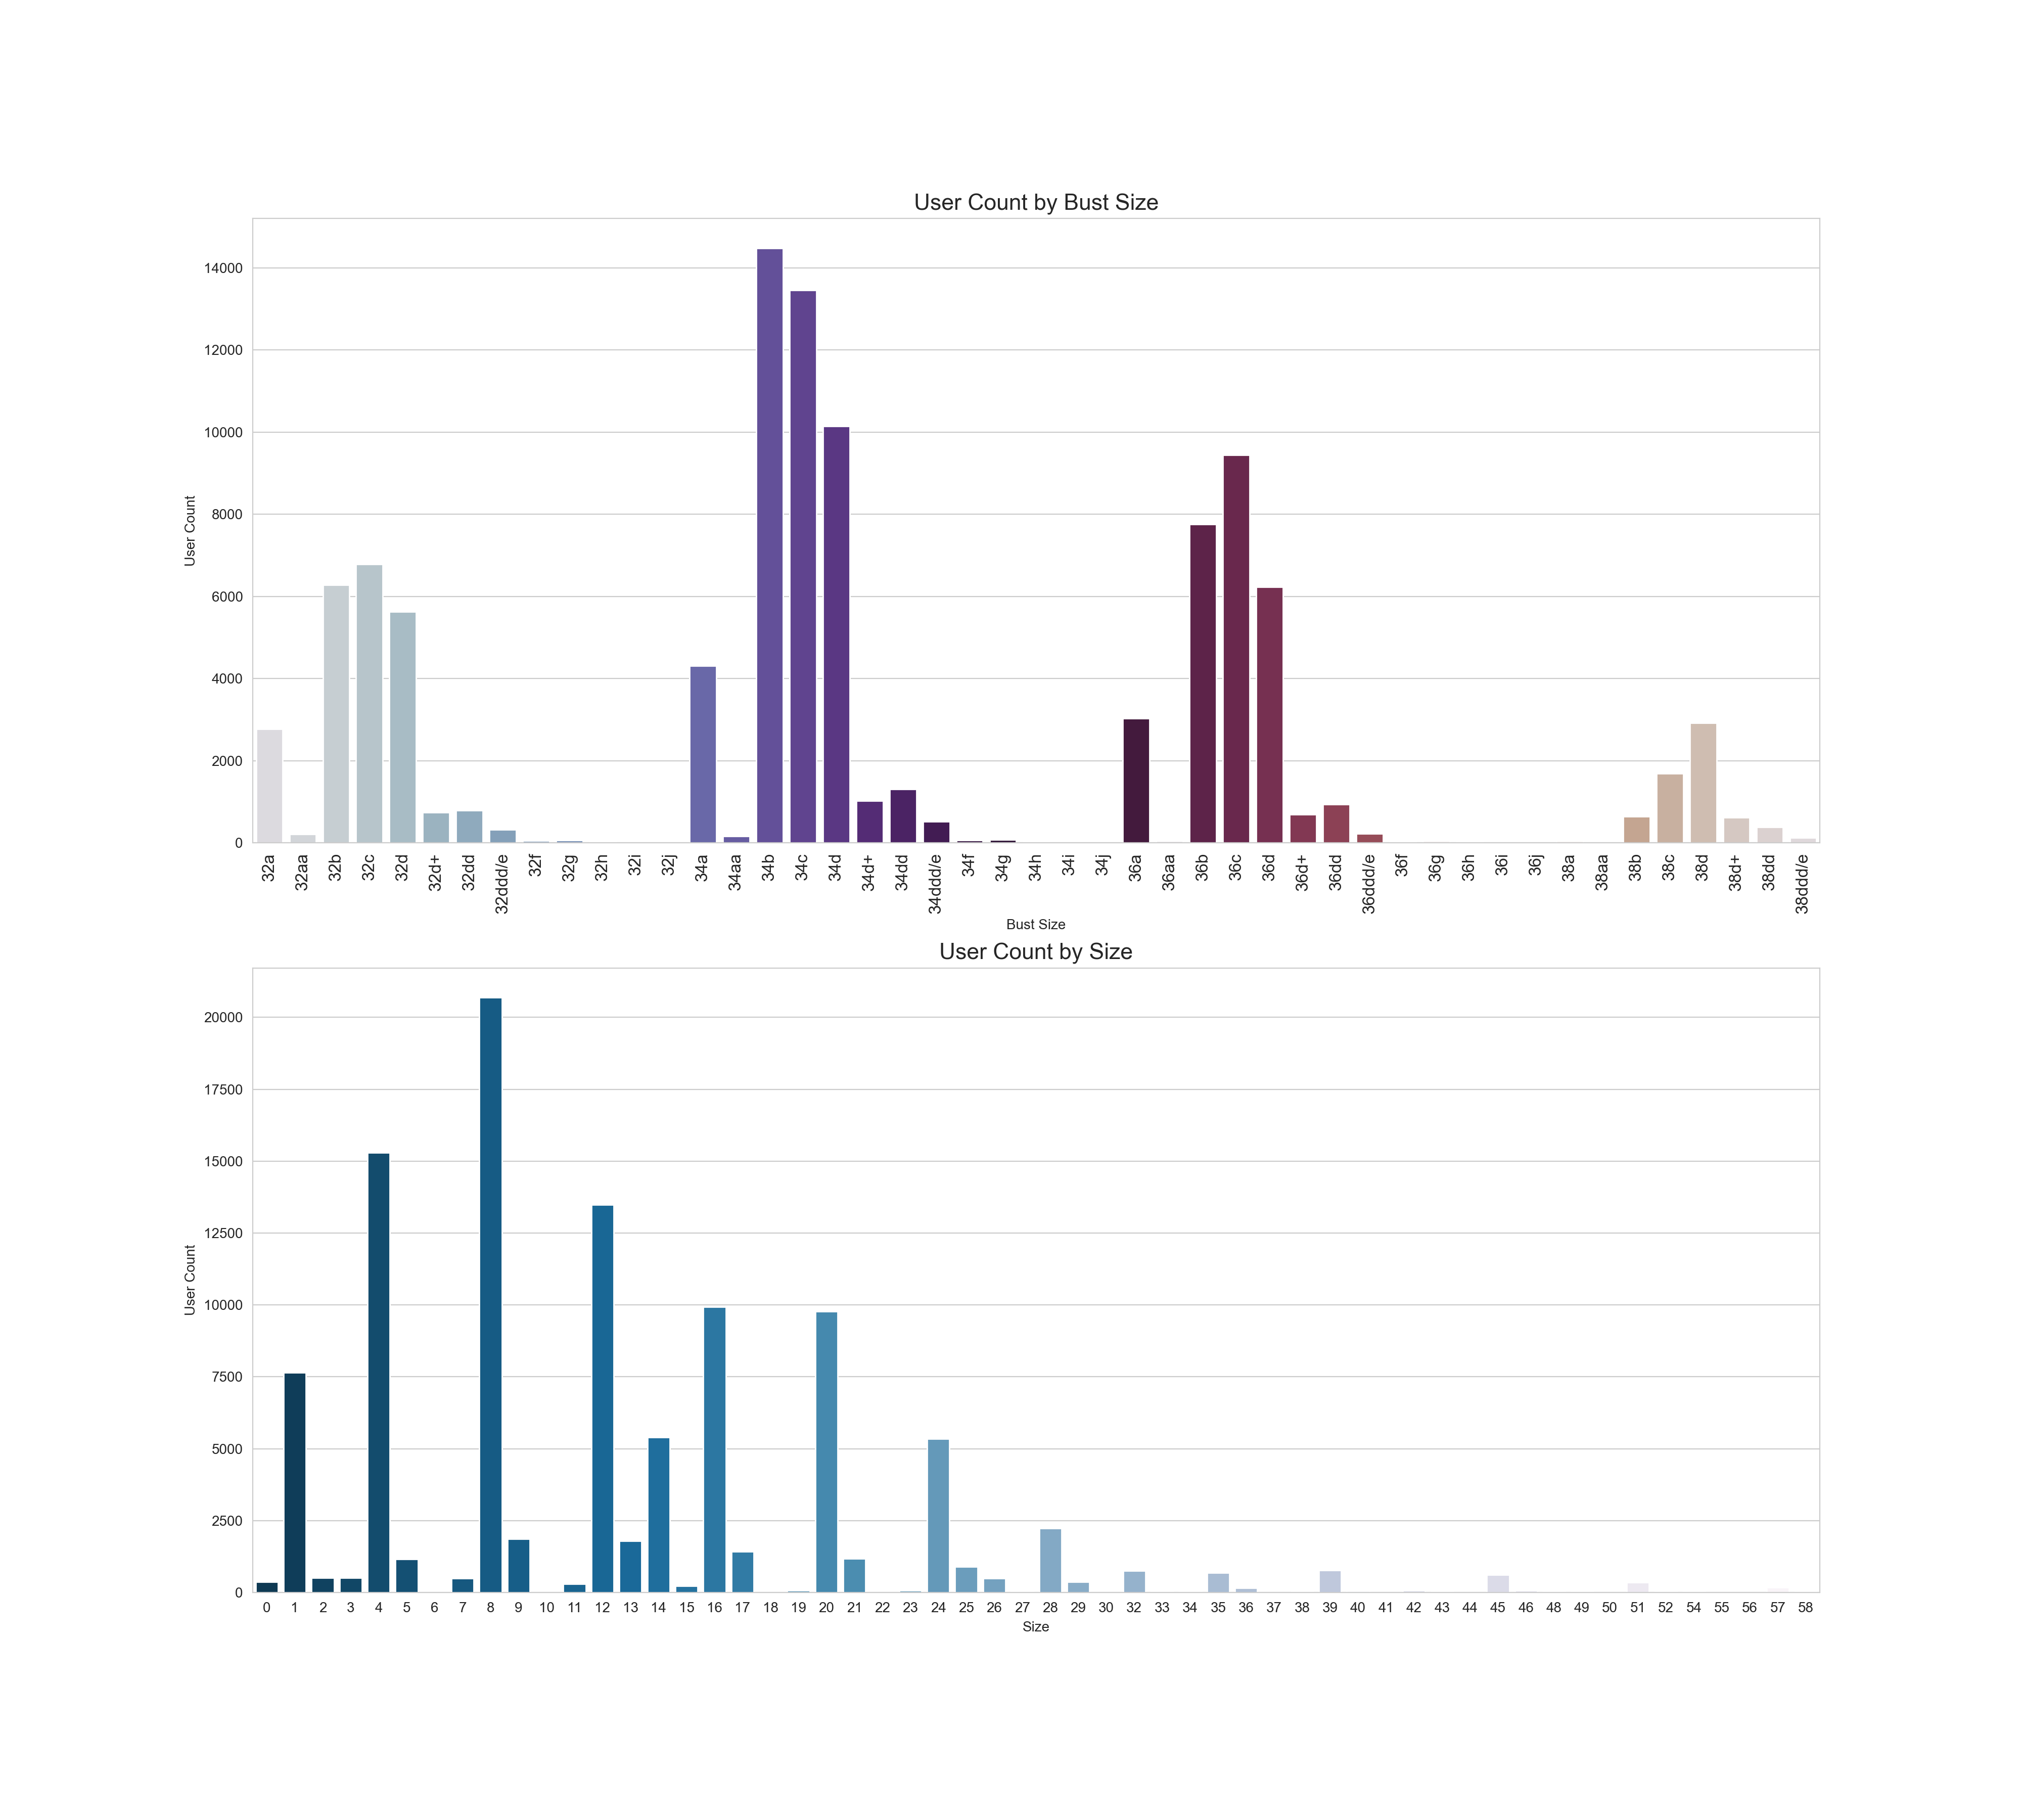 User Count by Bust Size
14000
12000
10000
8000
6000
4000
2000
0
User Count
32a 32aa 32b 32c 32d 32d+ 32dd 32ddd/e 32f 32g 32h 32i 32j 34a 34aa 34b 34c 34d 34d+ 34dd 34ddd/e 34f 34g 34h 34i 34j 36a 36aa 36b 36c 36d 36d+ 36dd 36ddd/e 36f 36g 36h 36i 36j 38a 38aa 38b 38c 38d 38d+ 38dd 38ddd/e
Bust Size
User Count by Size
20000
17500
15000
12500
10000
7500
5000
2500
0
User Count
0 1 2 3 4 5 6 7 8 9 10 11 12 13 14 15 16 17 18 19 20 21 22 23 24 25 26 27 28 29 30 32 33 34 35 36 37 38 39 40 41 42 43 44 45 46 48 49 50 51 52 54 55 56 57 58
Size